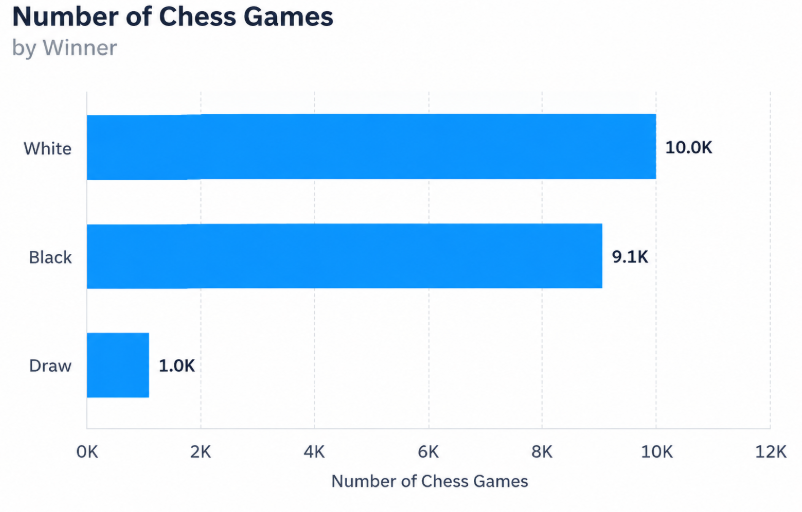 Number of Chess Games
by Winner
White
10.0K
Black
9.1K
Draw
1.0K
0K 2K 4K 6K 8K 10K 12K
Number of Chess Games